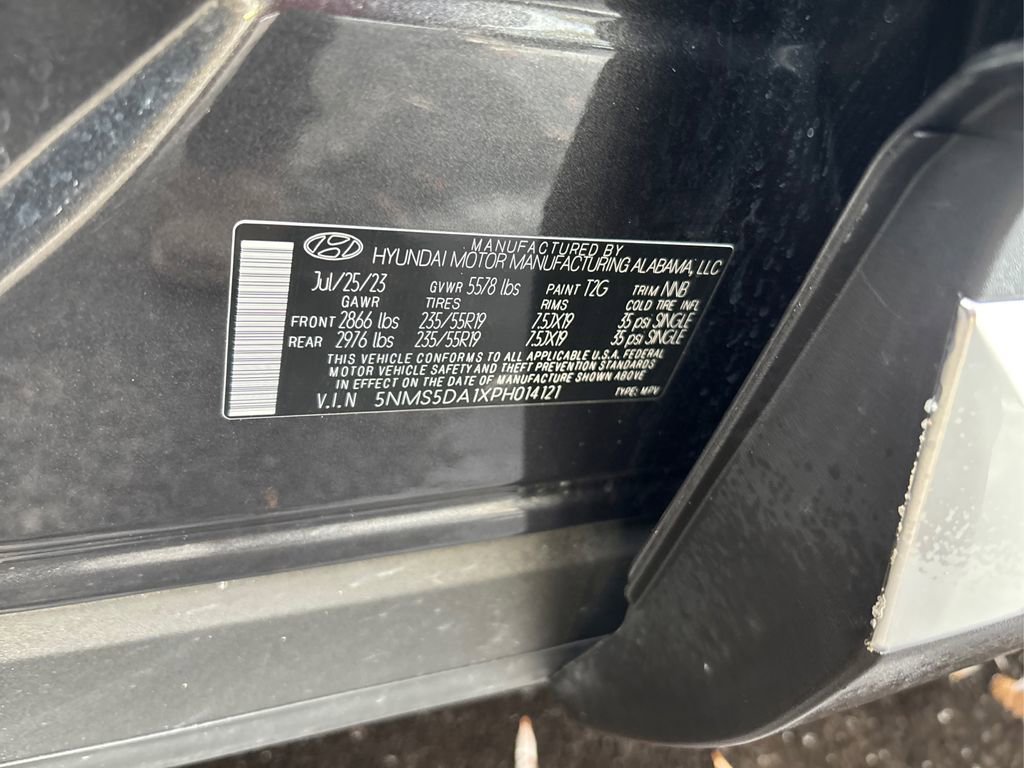 MANUFACTURED BY
HYUNDAI MOTOR MANUFACTURING ALABAMA, LLC
Jul/25/23 GVWR 5578 lbs PAINT T2G TRIM NNB
GAWR TIRES RIMS COLD TIRE INFL
FRONT 2866 lbs 235/55R19 7.5JX19 35 psi SINGLE
REAR 2976 lbs 235/55R19 7.5JX19 35 psi SINGLE
THIS VEHICLE CONFORMS TO ALL APPLICABLE U.S.A. FEDERAL
MOTOR VEHICLE SAFETY AND THEFT PREVENTION STANDARDS
IN EFFECT ON THE DATE OF MANUFACTURE SHOWN ABOVE
V.I.N 5NMS5DA1XPH014121 TYPE: MPV